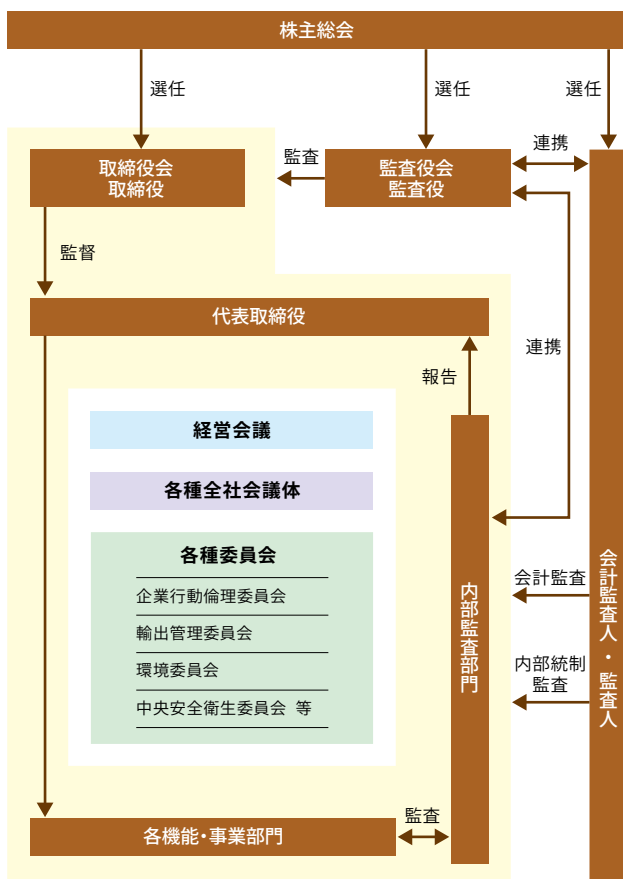 株主総会
選任
選任
選任
取締役会
取締役
監査
監査役会
監査役
連携
監督
代表取締役
連携
報告
経営会議
各種全社会議体
各種委員会
企業行動倫理委員会
輸出管理委員会
環境委員会
中央安全衛生委員会 等
内部監査部門
会計監査
内部統制
監査
会計監査人・監査人
各機能・事業部門
監査